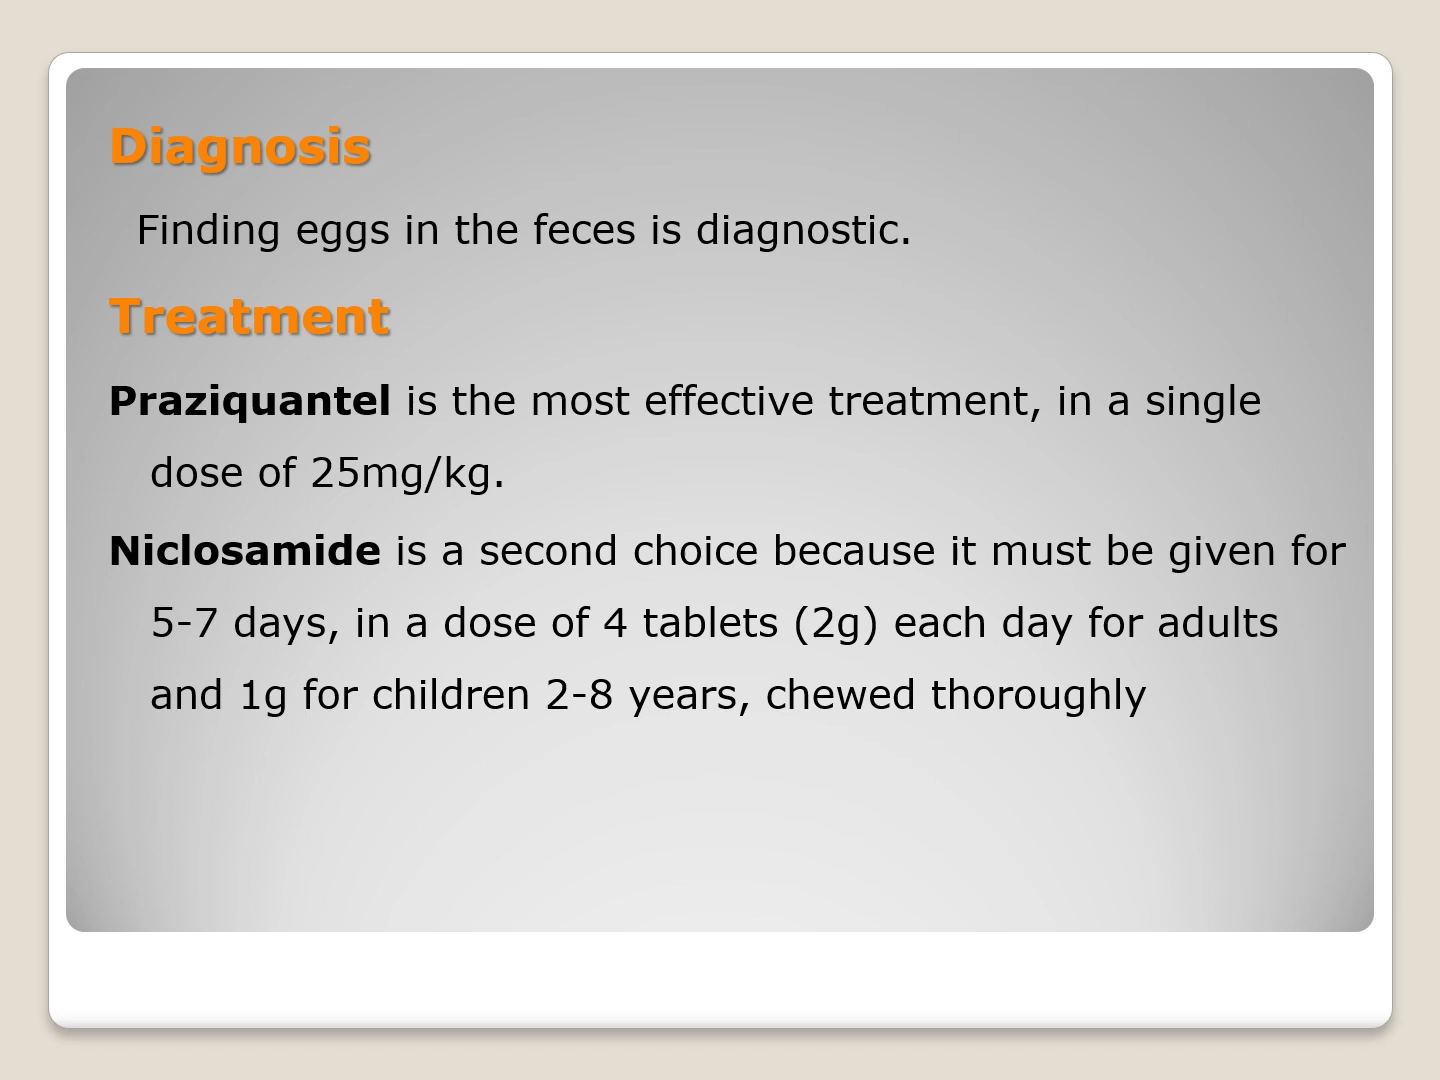 Diagnosis
Finding eggs in the feces is diagnostic.
Treatment
Praziquantel is the most effective treatment, in a single
dose of 25mg/kg.
Niclosamide is a second choice because it must be given for
5-7 days, in a dose of 4 tablets (2g) each day for adults
and 1g for children 2-8 years, chewed thoroughly